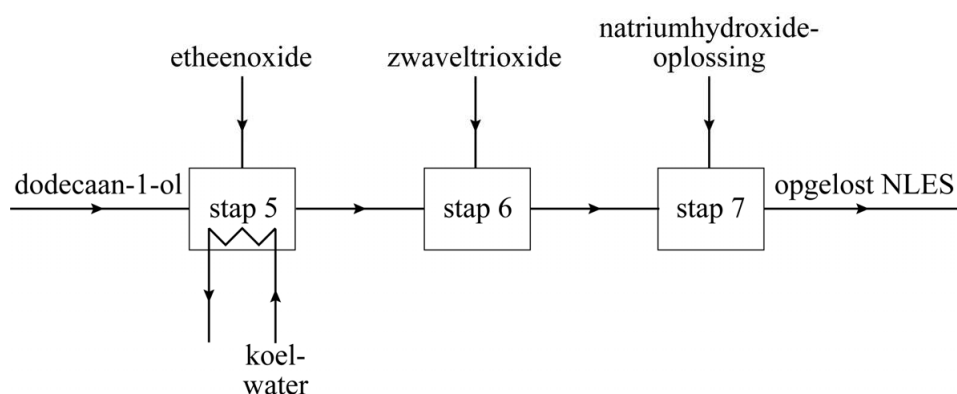 natriumhydroxide-
etheenoxide
zwaveltrioxide
oplossing
dodecaan-1-ol
stap 5
stap 6
stap 7
opgelost NLES
koel-
water